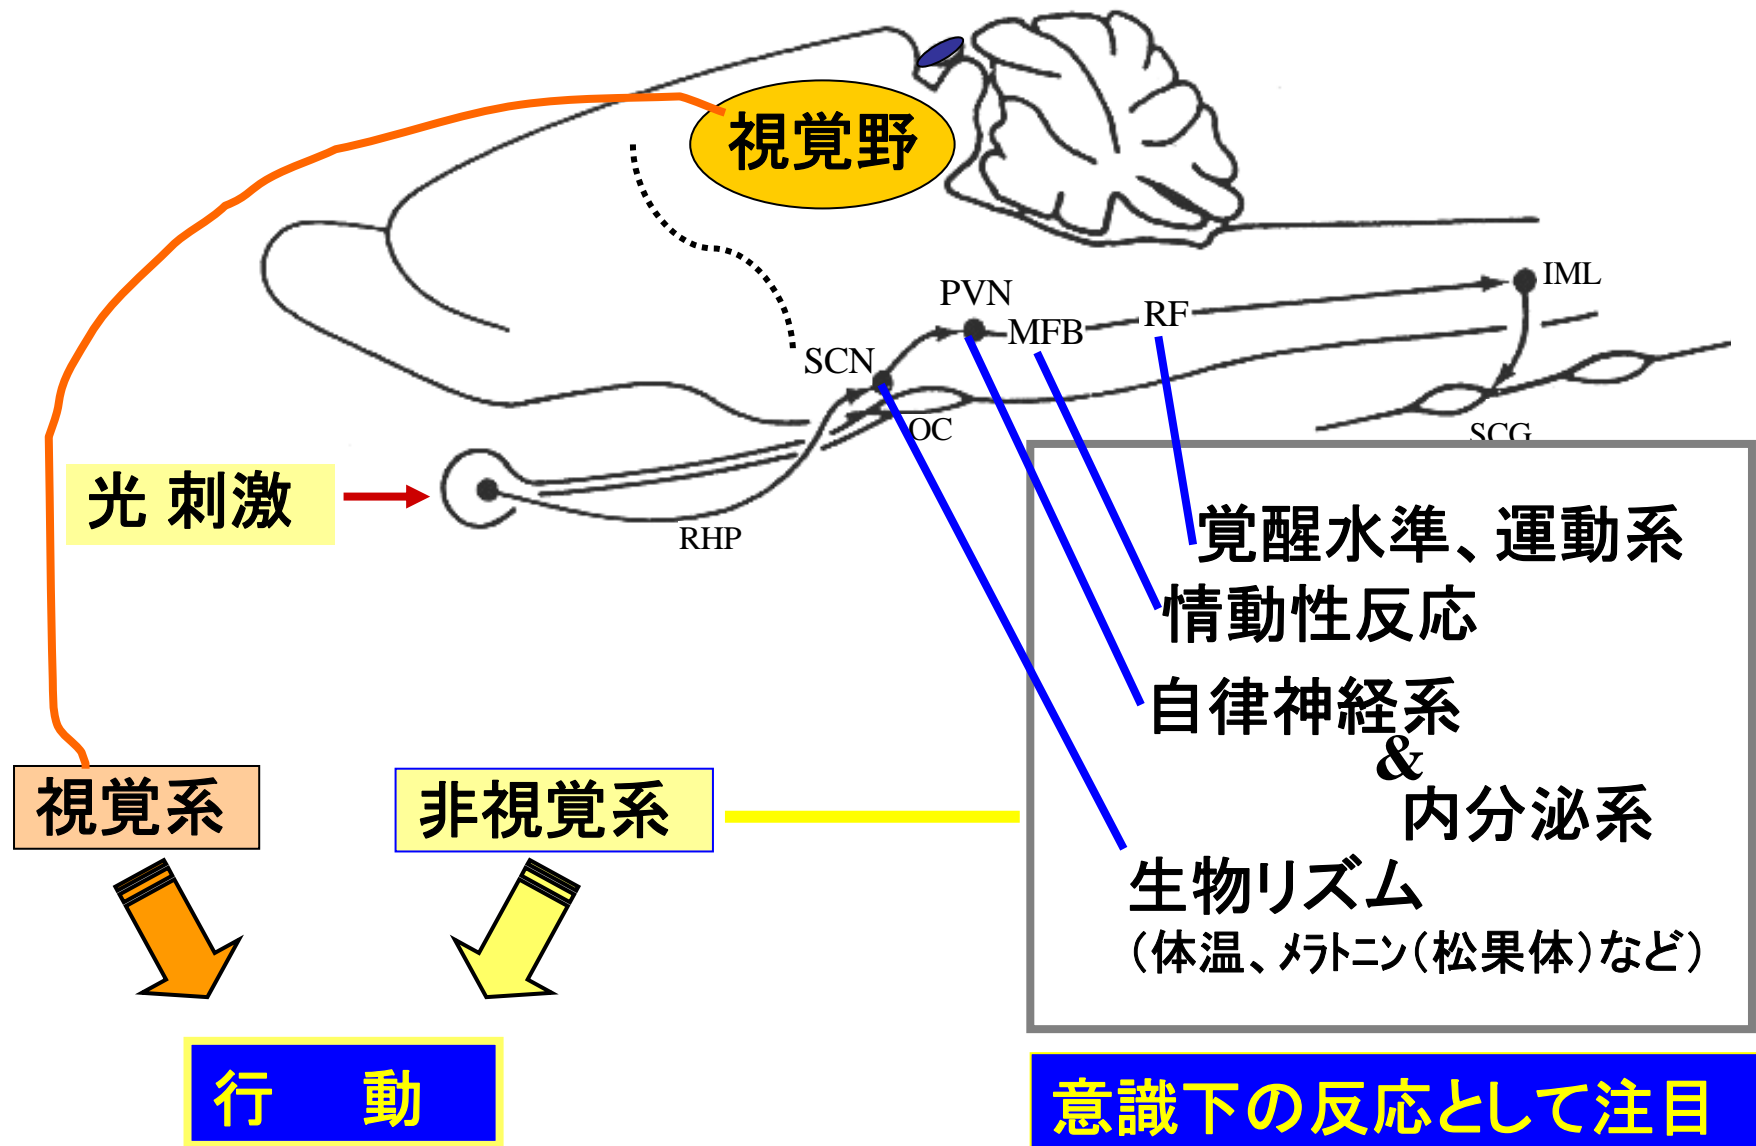 視覚野
IML
PVN
MFB
RF
SCN
OC
SCG
光 刺激
RHP
覚醒水準、運動系
情動性反応
自律神経系
&
内分泌系
生物リズム
（体温、メラトニン（松果体）など）
視覚系
非視覚系
行　動
意識下の反応として注目